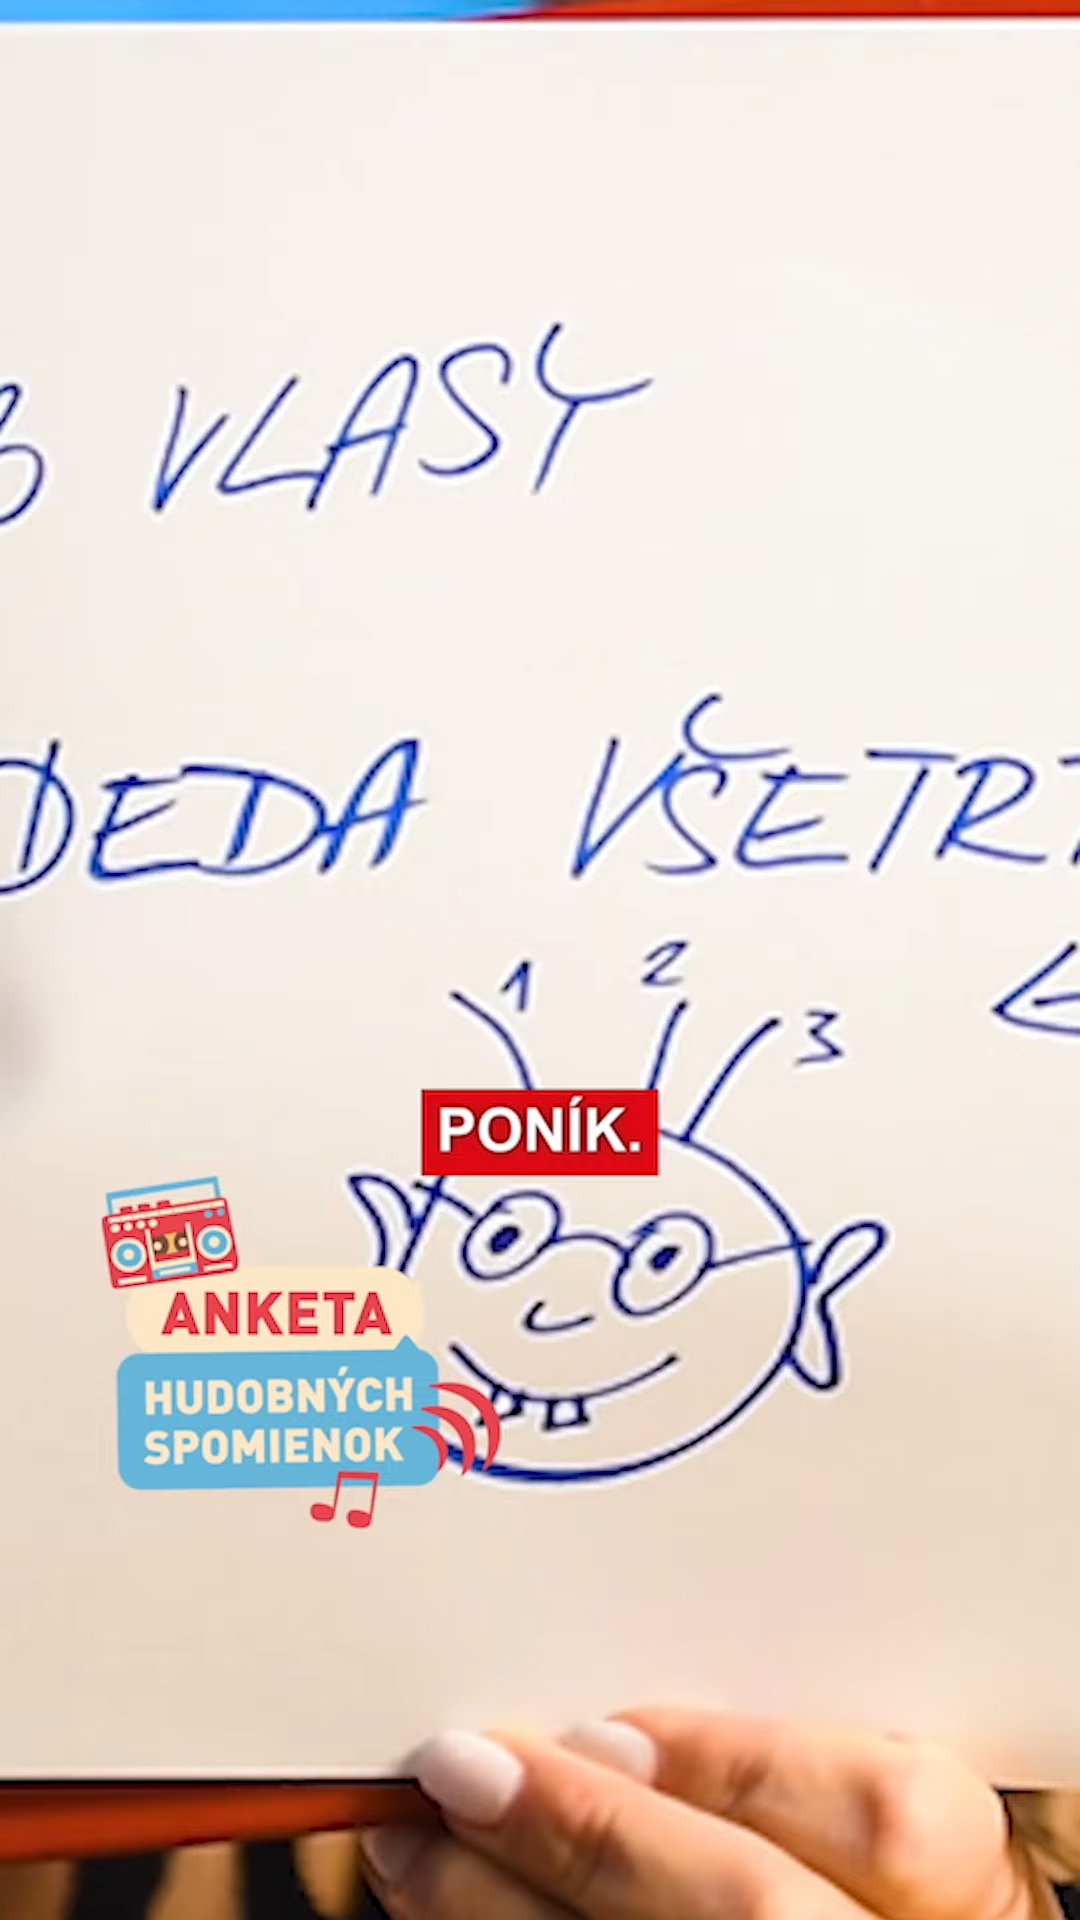 VLASY
DEDA VŠETR
1
2
3
PONÍK.
ANKETA
HUDOBNÝCH
SPOMIENOK